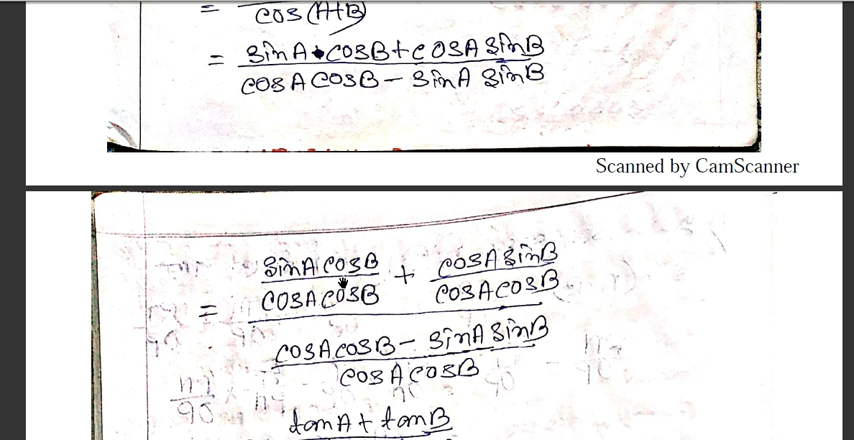 = cos(A+B)
= sinA·cosB+cosA sinB
cosA cosB − sinA sinB
Scanned by CamScanner
sinA cosB + cosA sinB
= cosA cosB cosA cosB
cosA cosB − sinA sinB
cosA cosB
tanA + tanB